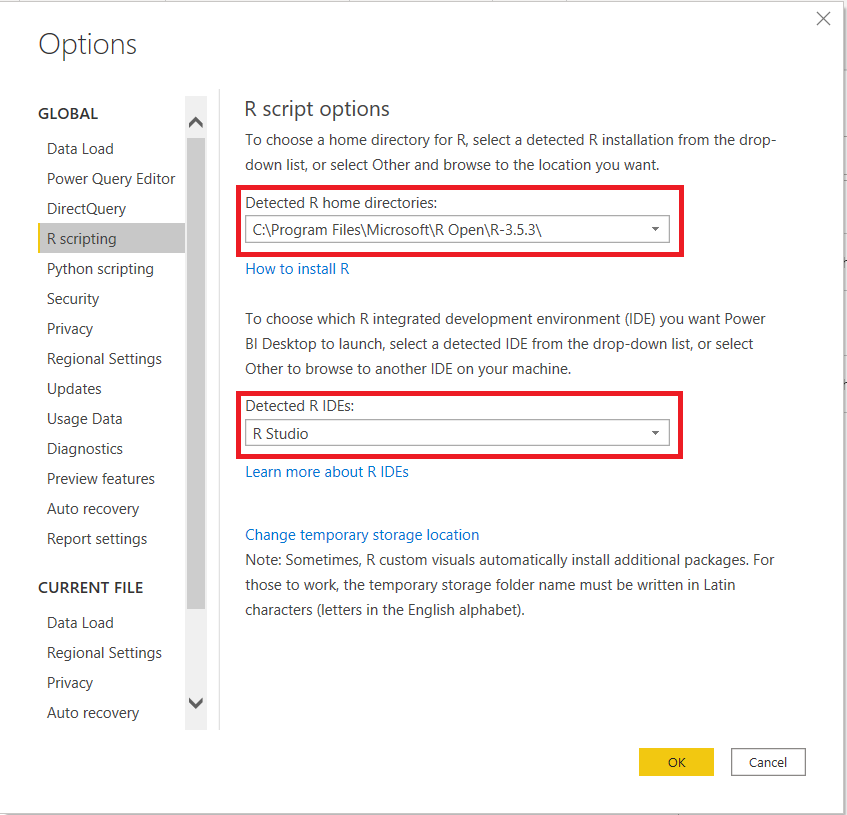 Options
GLOBAL
Data Load
Power Query Editor
DirectQuery
R scripting
Python scripting
Security
Privacy
Regional Settings
Updates
Usage Data
Diagnostics
Preview features
Auto recovery
Report settings
CURRENT FILE
Data Load
Regional Settings
Privacy
Auto recovery
R script options
To choose a home directory for R, select a detected R installation from the drop-
down list, or select Other and browse to the location you want.
Detected R home directories:
C:\Program Files\Microsoft\R Open\R-3.5.3\
How to install R
To choose which R integrated development environment (IDE) you want Power
BI Desktop to launch, select a detected IDE from the drop-down list, or select
Other to browse to another IDE on your machine.
Detected R IDEs:
R Studio
Learn more about R IDEs
Change temporary storage location
Note: Sometimes, R custom visuals automatically install additional packages. For
those to work, the temporary storage folder name must be written in Latin
characters (letters in the English alphabet).
OK
Cancel